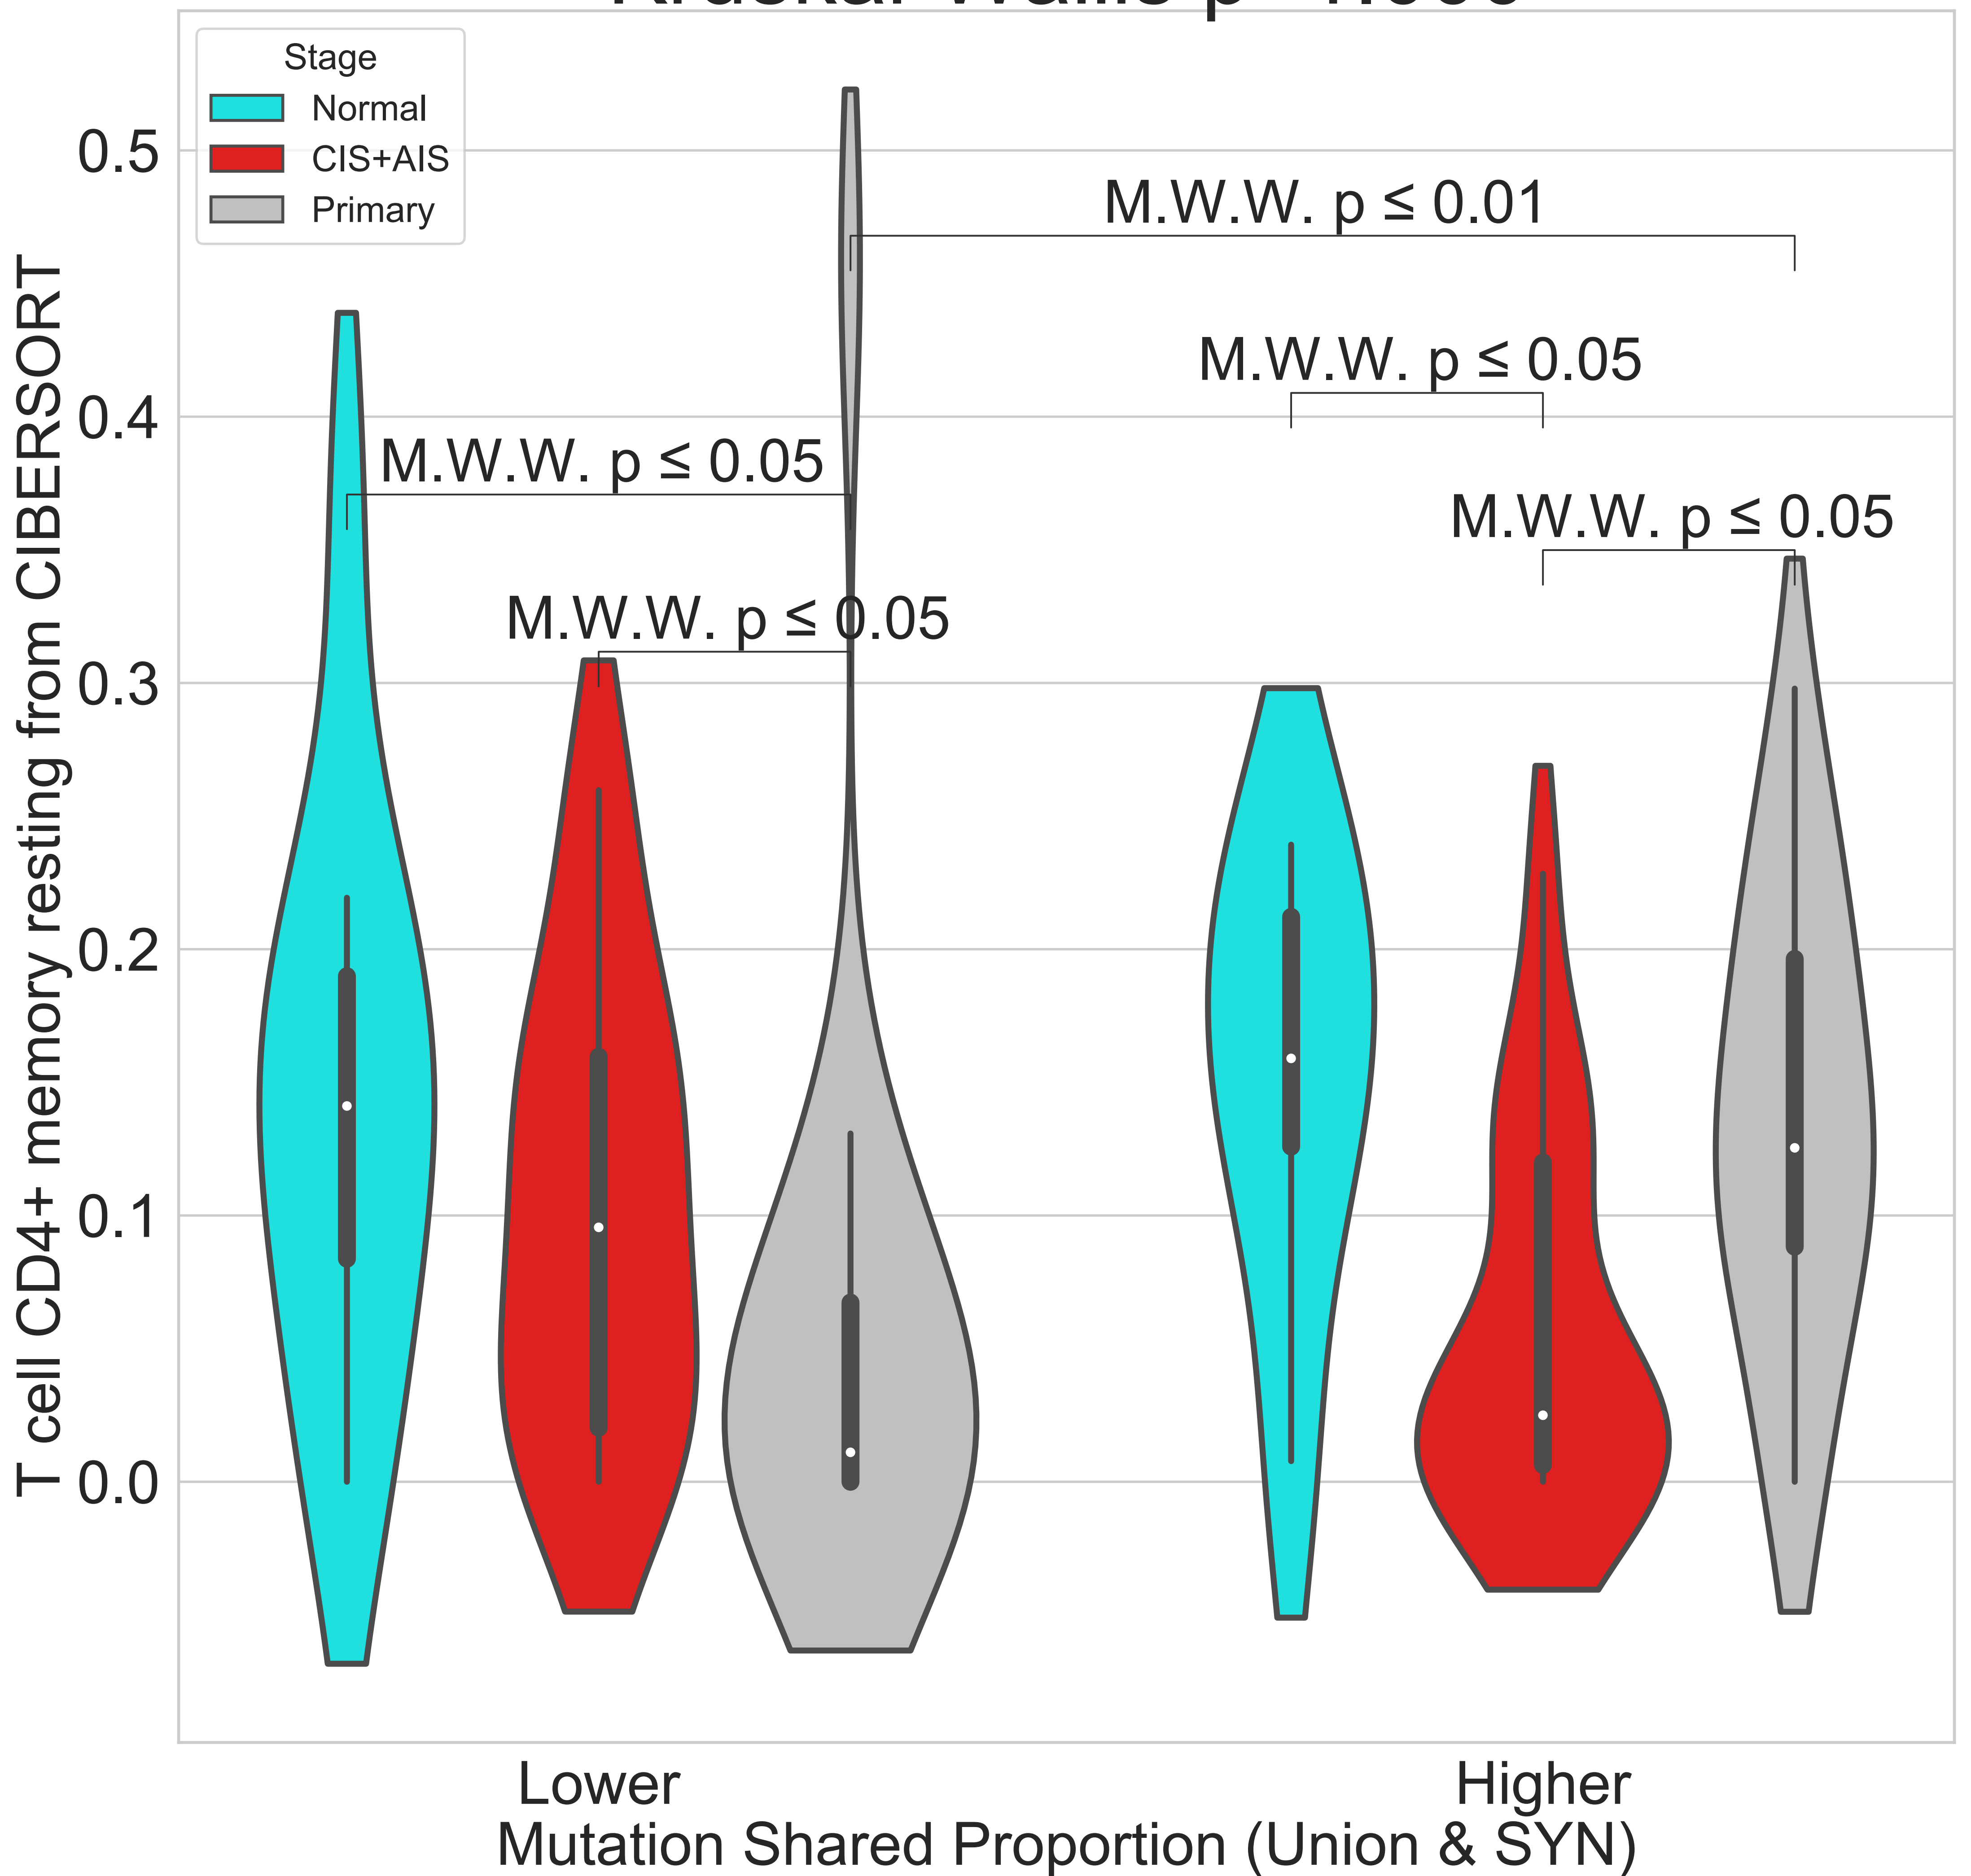 Stage
Normal
CIS+AIS
Primary
M.W.W. p ≤ 0.01
M.W.W. p ≤ 0.05
M.W.W. p ≤ 0.05
M.W.W. p ≤ 0.05
M.W.W. p ≤ 0.05
T cell CD4+ memory resting from CIBERSORT
0.5
0.4
0.3
0.2
0.1
0.0
Lower
Higher
Mutation Shared Proportion (Union & SYN)